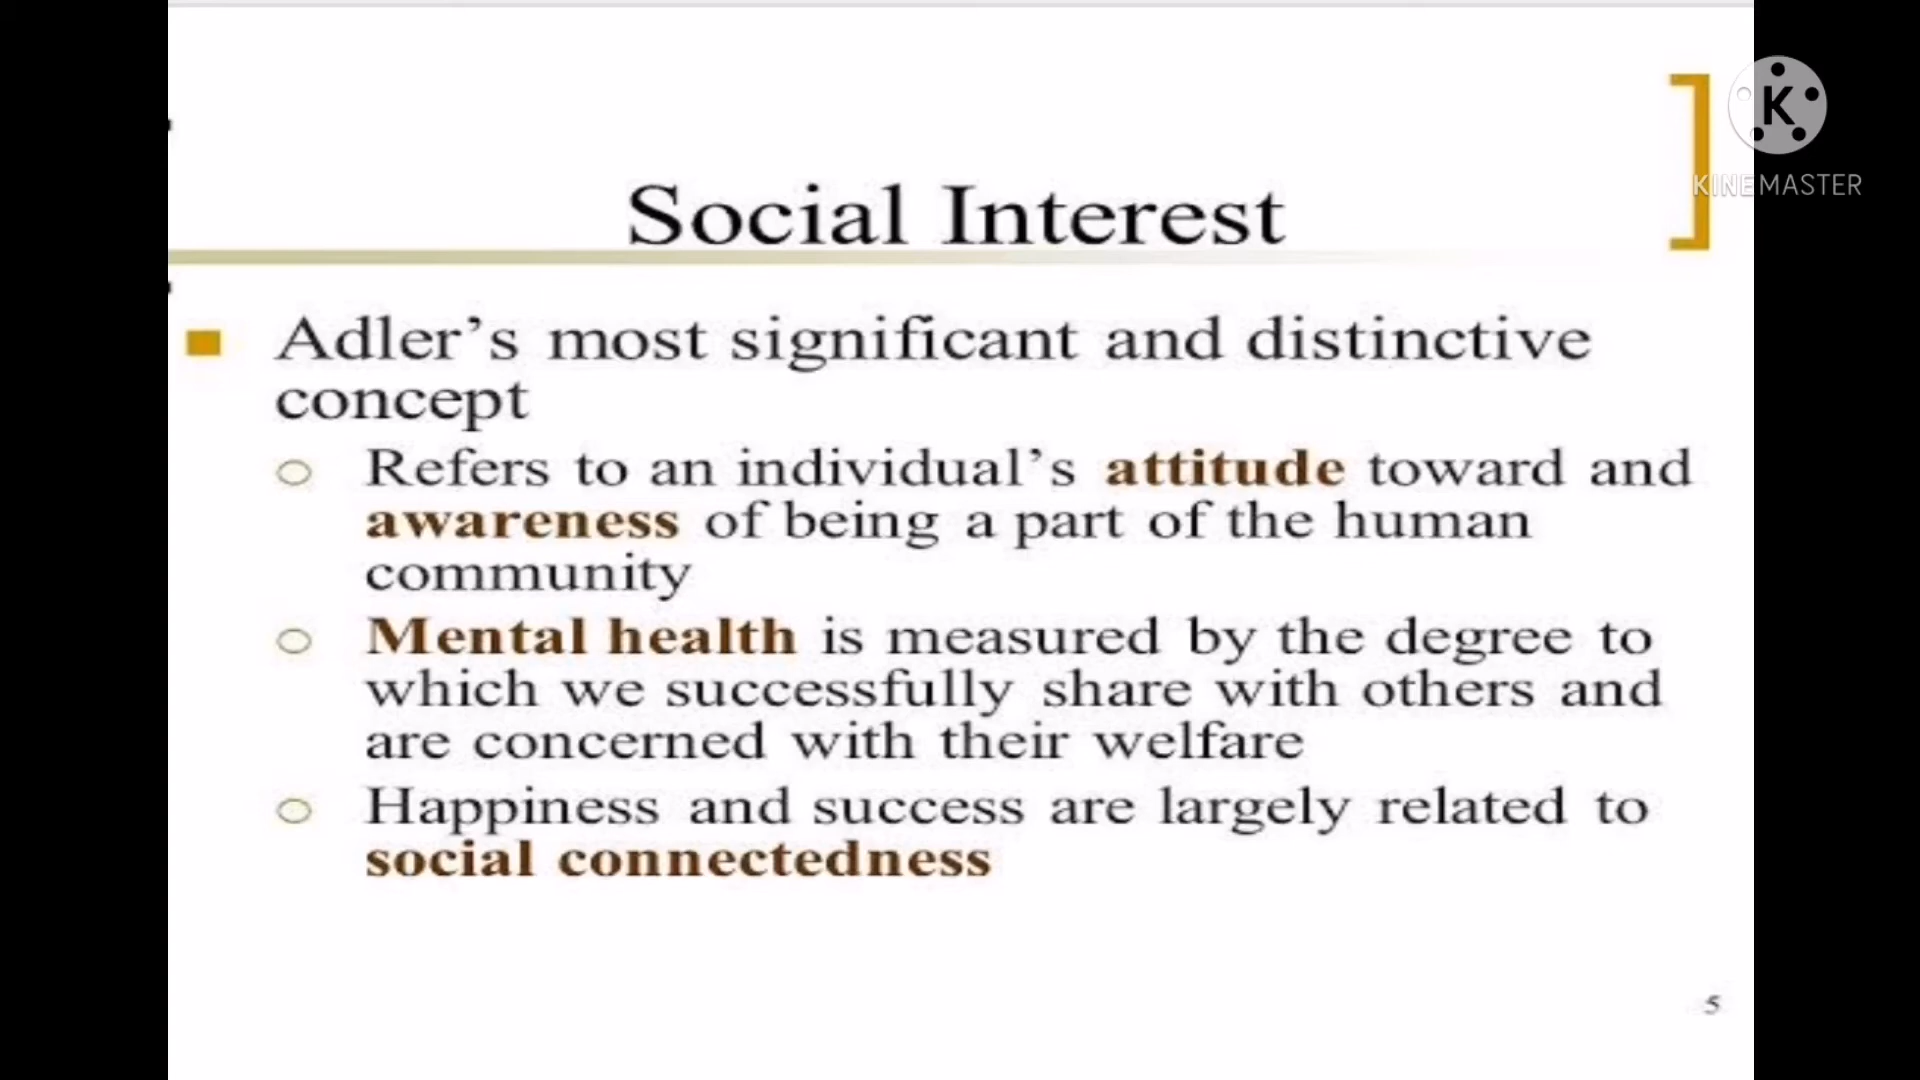 K
KINEMASTER
Social Interest
Adler's most significant and distinctive
concept
Refers to an individual's attitude toward and
awareness of being a part of the human
community
Mental health is measured by the degree to
which we successfully share with others and
are concerned with their welfare
Happiness and success are largely related to
social connectedness
5